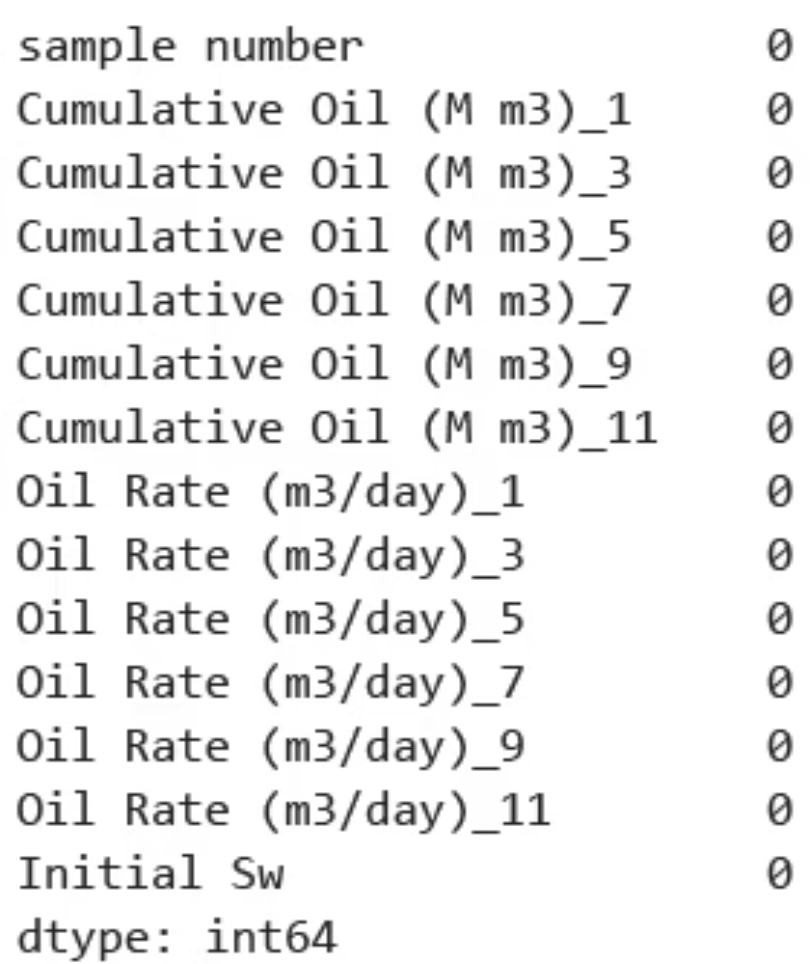 sample number 0
Cumulative Oil (M m3)_1 0
Cumulative Oil (M m3)_3 0
Cumulative Oil (M m3)_5 0
Cumulative Oil (M m3)_7 0
Cumulative Oil (M m3)_9 0
Cumulative Oil (M m3)_11 0
Oil Rate (m3/day)_1 0
Oil Rate (m3/day)_3 0
Oil Rate (m3/day)_5 0
Oil Rate (m3/day)_7 0
Oil Rate (m3/day)_9 0
Oil Rate (m3/day)_11 0
Initial Sw 0
dtype: int64